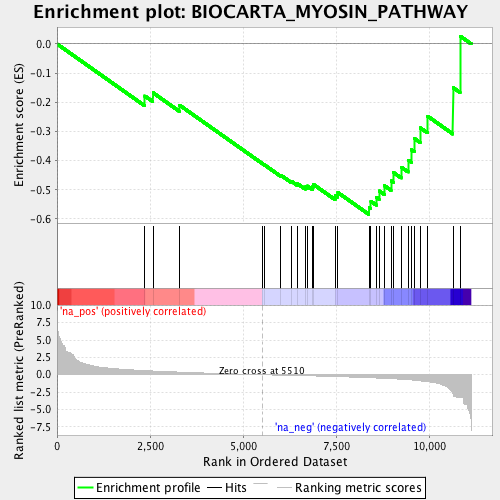 Enrichment plot: BIOCARTA_MYOSIN_PATHWAY
Enrichment score (ES)
0.0
-0.1
-0.2
-0.3
-0.4
-0.5
-0.6
'na_pos' (positively correlated)
Ranked list metric (PreRanked)
10.0
7.5
5.0
2.5
0.0
-2.5
-5.0
-7.5
Zero cross at 5510
'na_neg' (negatively correlated)
0 2,500 5,000 7,500 10,000
Rank in Ordered Dataset
Enrichment profile Hits Ranking metric scores